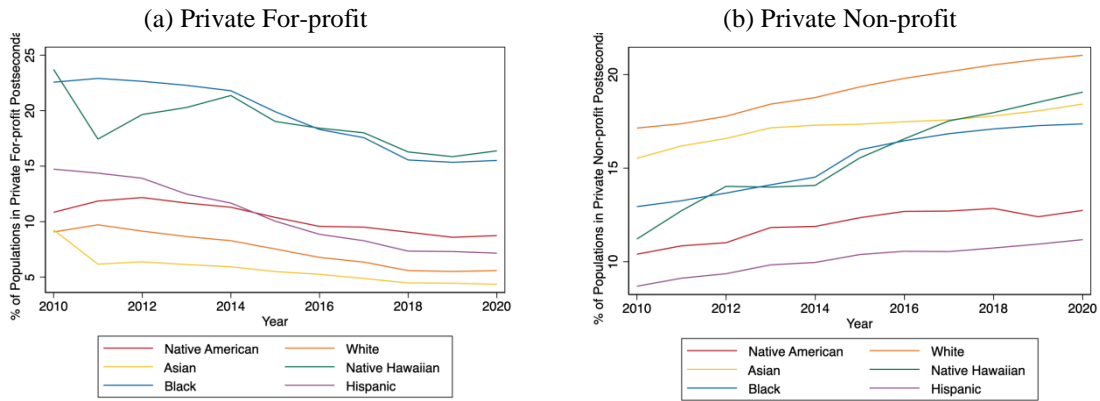 (a) Private For-profit
% of Populations in Private For-profit Postseconda
25
20
15
10
5
2010 2012 2014 2016 2018 2020
Year
Native American White
Asian Native Hawaiian
Black Hispanic
(b) Private Non-profit
% of Populations in Private Non-profit Postseconda
20
15
10
2010 2012 2014 2016 2018 2020
Year
Native American White
Asian Native Hawaiian
Black Hispanic